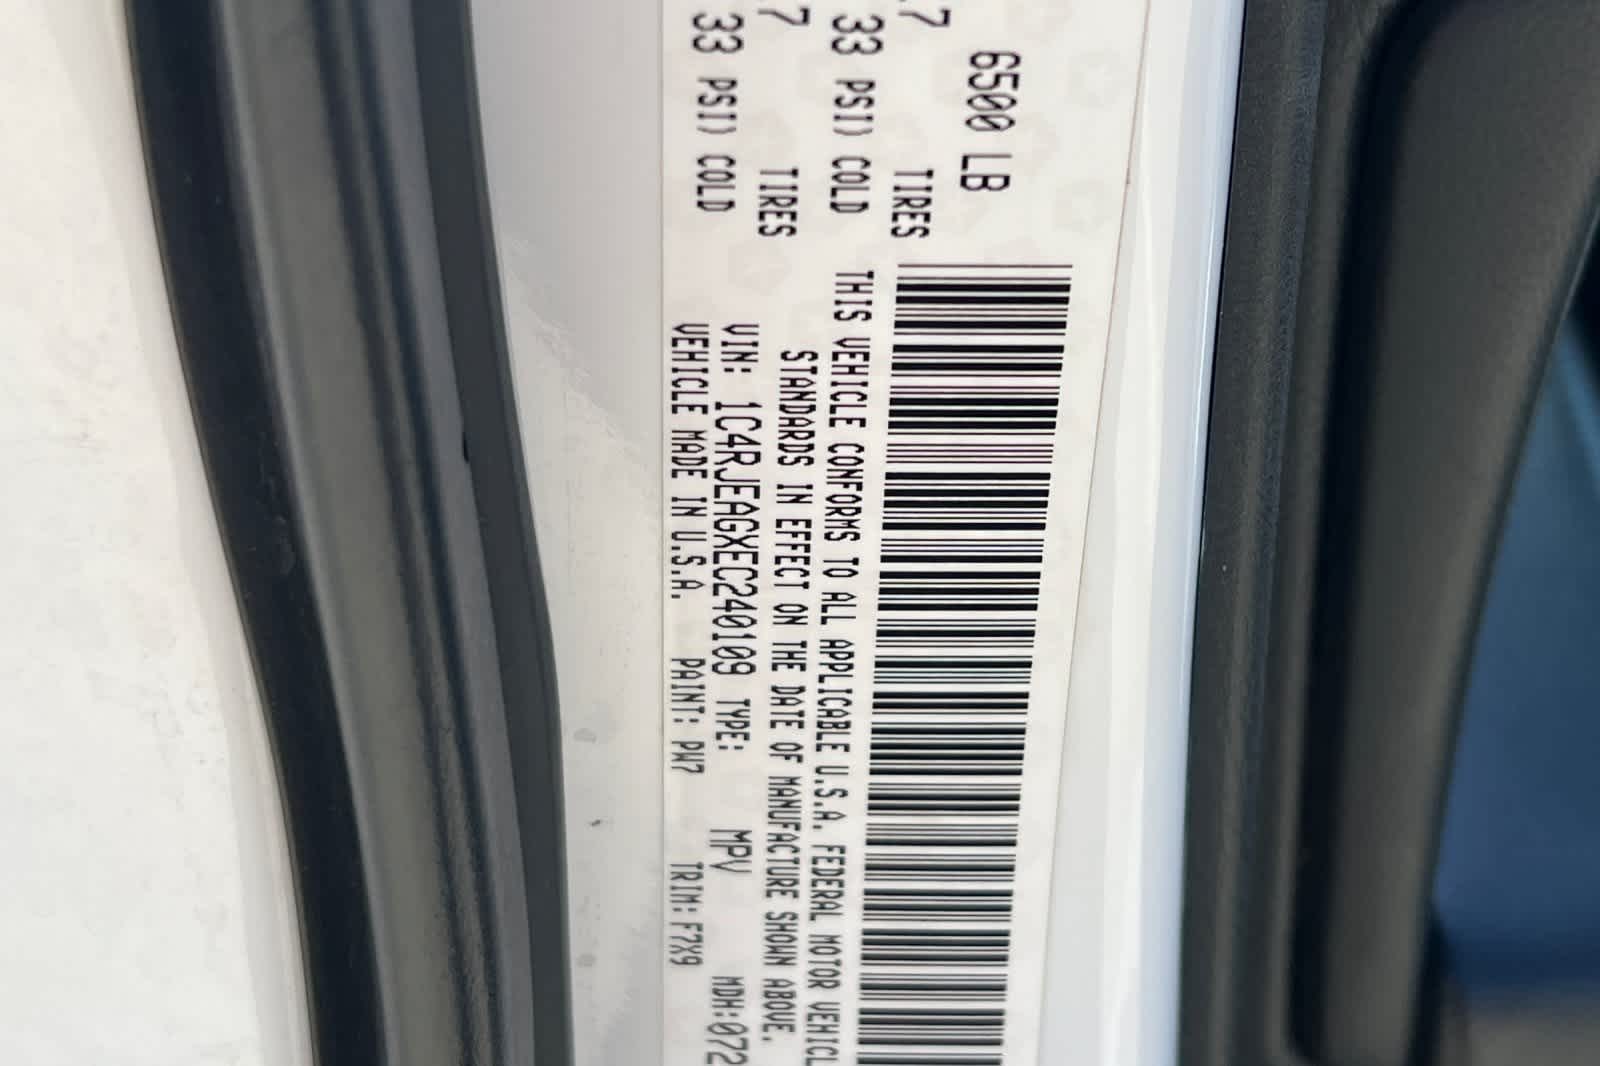 6500 LB
.7
TIRES
33 PSI) COLD
.7
TIRES
33 PSI) COLD
THIS VEHICLE CONFORMS TO ALL APPLICABLE U.S.A. FEDERAL MOTOR VEHICL
STANDARDS IN EFFECT ON THE DATE OF MANUFACTURE SHOWN ABOVE.
VIN: 1C4RJEAGXEC240109 TYPE: MPV MDH:072
VEHICLE MADE IN U.S.A. PAINT: PW7 TRIM: F7X9